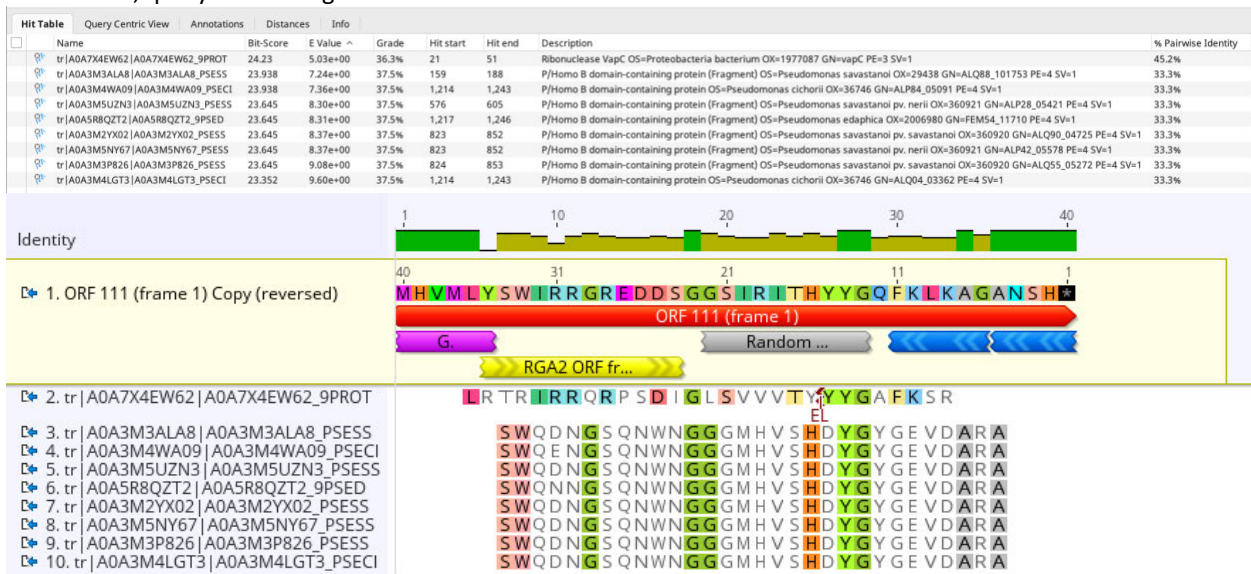 Hit Table Query Centric View Annotations Distances Info
Name Bit-Score E Value Grade Hit start Hit end Description % Pairwise Identity
tr|A0A7X4EW62|A0A7X4EW62_9PROT 24.23 5.03e+00 36.3% 21 51 Ribonuclease VapC OS=Proteobacteria bacterium OX=1977087 GN=vapC PE=3 SV=1 45.2%
tr|A0A3M3ALA8|A0A3M3ALA8_PSESS 23.938 7.24e+00 37.5% 159 188 P/Homo B domain-containing protein (Fragment) OS=Pseudomonas savastanoi OX=29438 GN=ALQ88_101753 PE=4 SV=1 33.3%
tr|A0A3M4WA09|A0A3M4WA09_PSECI 23.938 7.36e+00 37.5% 1,214 1,243 P/Homo B domain-containing protein OS=Pseudomonas cichorii OX=36746 GN=ALP84_05091 PE=4 SV=1 33.3%
tr|A0A3M5UZN3|A0A3M5UZN3_PSESS 23.645 8.30e+00 37.5% 576 605 P/Homo B domain-containing protein (Fragment) OS=Pseudomonas savastanoi pv. nerii OX=360921 GN=ALP28_05421 PE=4 SV=1 33.3%
tr|A0A5R8QZT2|A0A5R8QZT2_9PSED 23.645 8.31e+00 37.5% 1,217 1,246 P/Homo B domain-containing protein (Fragment) OS=Pseudomonas edaphica OX=2006980 GN=FEM54_11710 PE=4 SV=1 33.3%
tr|A0A3M2YX02|A0A3M2YX02_PSESS 23.645 8.37e+00 37.5% 823 852 P/Homo B domain-containing protein (Fragment) OS=Pseudomonas savastanoi pv. savastanoi OX=360920 GN=ALQ90_04725 PE=4 SV=1 33.3%
tr|A0A3M5NY67|A0A3M5NY67_PSESS 23.645 8.37e+00 37.5% 823 852 P/Homo B domain-containing protein (Fragment) OS=Pseudomonas savastanoi pv. nerii OX=360921 GN=ALP42_05578 PE=4 SV=1 33.3%
tr|A0A3M3P826|A0A3M3P826_PSESS 23.645 9.08e+00 37.5% 824 853 P/Homo B domain-containing protein (Fragment) OS=Pseudomonas savastanoi pv. savastanoi OX=360920 GN=ALQ55_05272 PE=4 SV=1 33.3%
tr|A0A3M4LGT3|A0A3M4LGT3_PSECI 23.352 9.60e+00 37.5% 1,214 1,243 P/Homo B domain-containing protein OS=Pseudomonas cichorii OX=36746 GN=ALQ04_03362 PE=4 SV=1 33.3%
1 10 20 30 40
Identity
40 31 21 11 1
1. ORF 111 (frame 1) Copy (reversed) MHVMLYSWIRRGREDDSGGSIRITHYYGQFKLKAGANSH*
ORF 111 (frame 1)
G. Random ...
RGA2 ORF fr...
2. tr|A0A7X4EW62|A0A7X4EW62_9PROT LRTRIRRQRPSDIGLSVVVTYYYGAFKSR
EL
3. tr|A0A3M3ALA8|A0A3M3ALA8_PSESS SWQDNGSQNWNGGGMHVSHDYGYGEVDARA
4. tr|A0A3M4WA09|A0A3M4WA09_PSECI SWQENGSQNWNGGGMHVSHDYGYGEVDARA
5. tr|A0A3M5UZN3|A0A3M5UZN3_PSESS SWQDNGSQNWNGGGMHVSHDYGYGEVDARA
6. tr|A0A5R8QZT2|A0A5R8QZT2_9PSED SWQNNGSQNWNGGGMHVSHDYGYGEVDARA
7. tr|A0A3M2YX02|A0A3M2YX02_PSESS SWQDNGSQNWNGGGMHVSHDYGYGEVDARA
8. tr|A0A3M5NY67|A0A3M5NY67_PSESS SWQDNGSQNWNGGGMHVSHDYGYGEVDARA
9. tr|A0A3M3P826|A0A3M3P826_PSESS SWQDNGSQNWNGGGMHVSHDYGYGEVDARA
10. tr|A0A3M4LGT3|A0A3M4LGT3_PSECI SWQDNGSQNWNGGGMHVSHDYGYGEVDARA